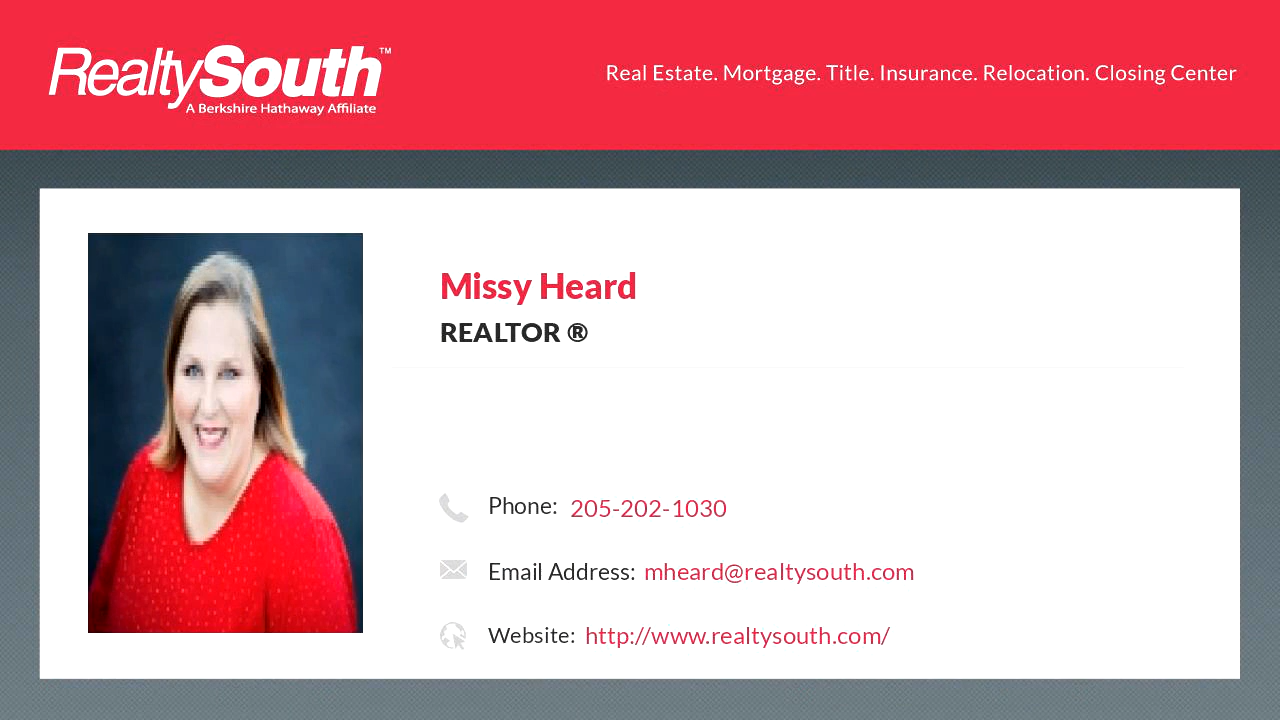 RealtySouth™
A Berkshire Hathaway Affiliate
Real Estate. Mortgage. Title. Insurance. Relocation. Closing Center
Missy Heard
REALTOR ®
Phone: 205-202-1030
Email Address: mheard@realtysouth.com
Website: http://www.realtysouth.com/